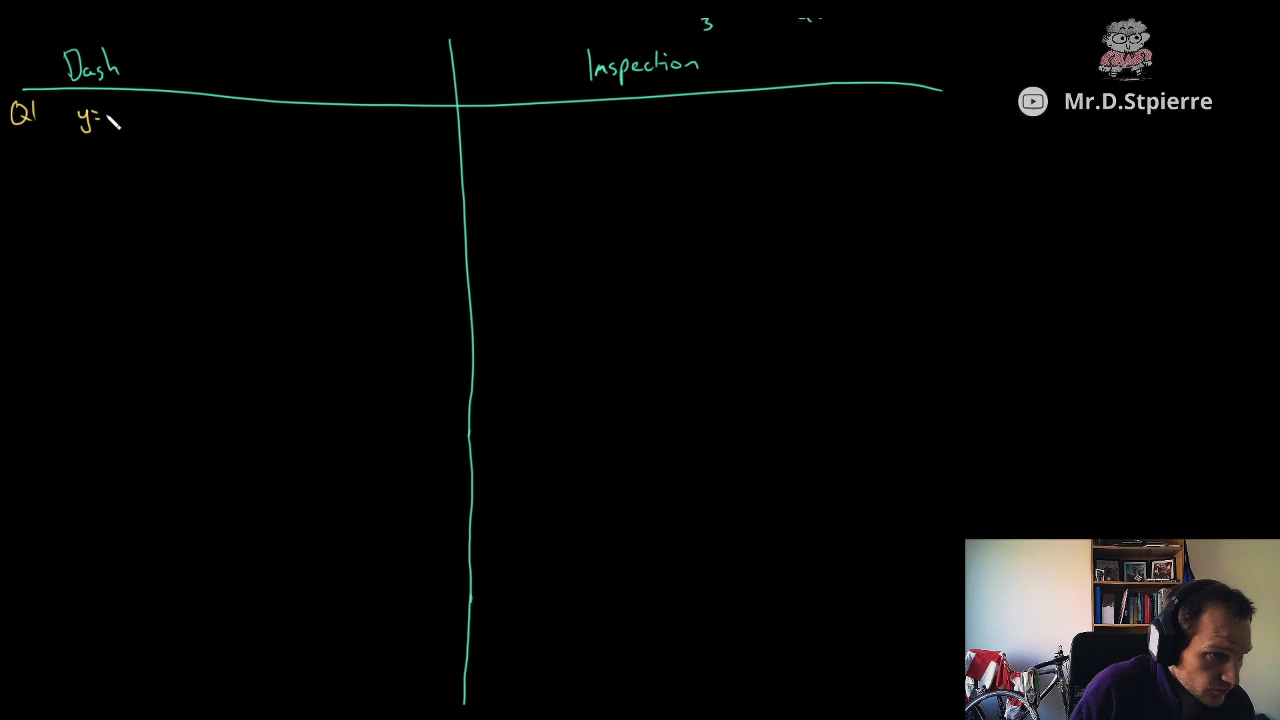 Dash Inspection
Q1 y=
Mr.D.Stpierre